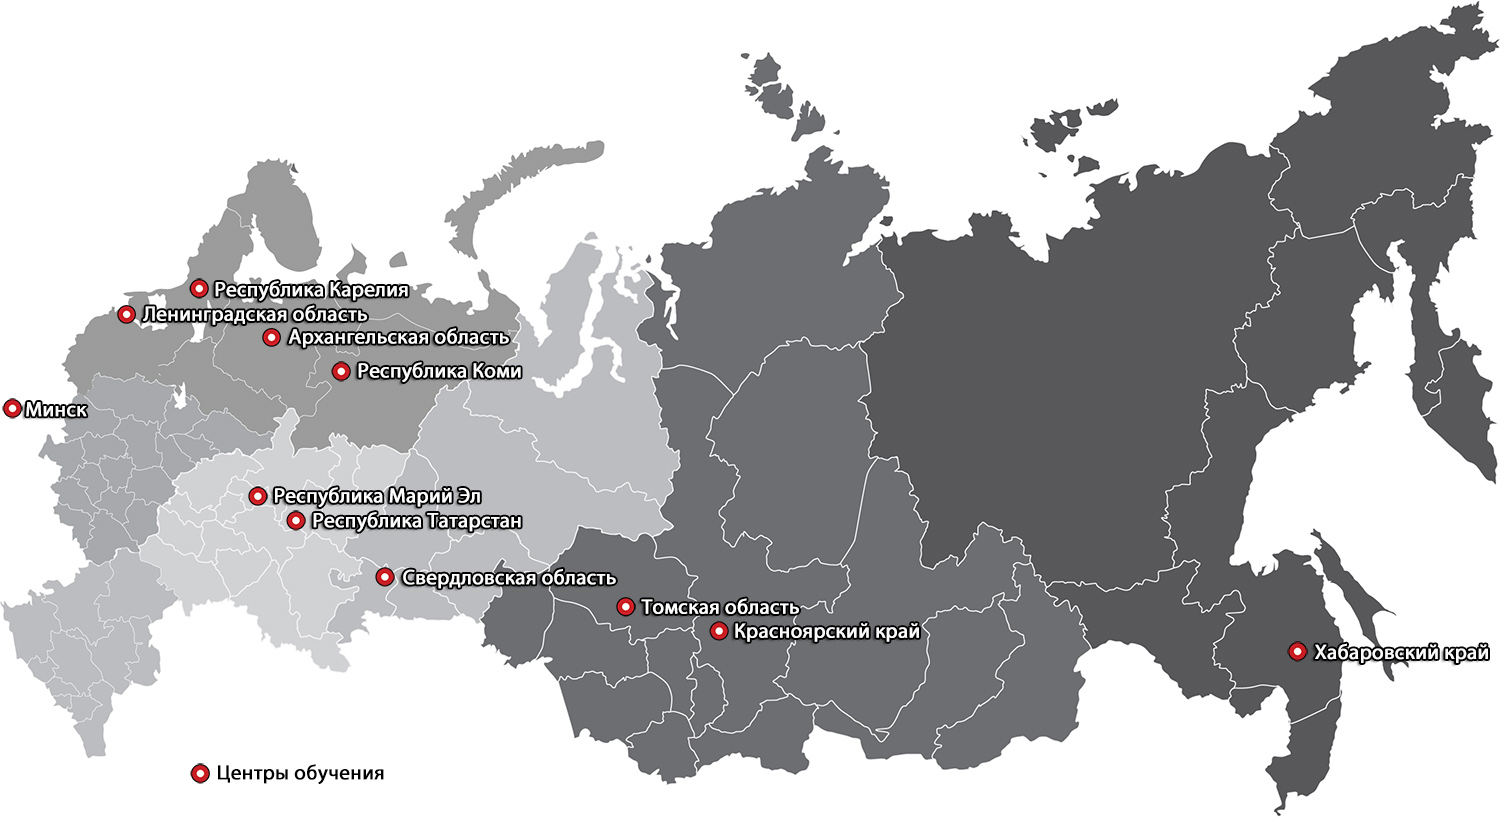 Республика Карелия
Ленинградская область
Архангельская область
Республика Коми
Минск
Республика Марий Эл
Республика Татарстан
Свердловская область
Томская область
Красноярский край
Хабаровский край
Центры обучения